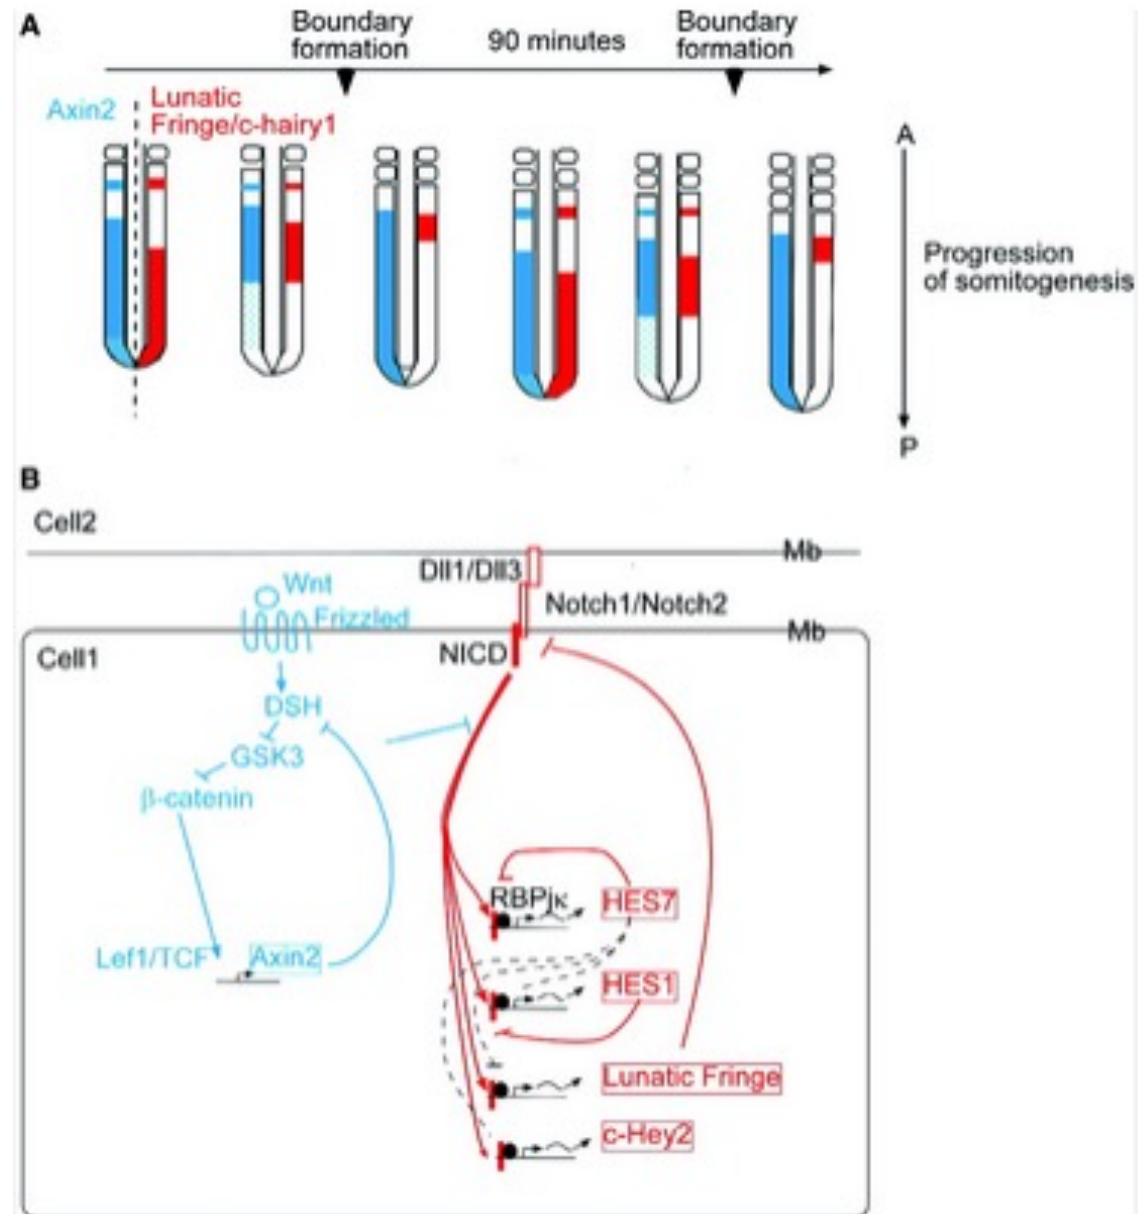 A
Boundary
formation
90 minutes
Boundary
formation
Axin2
Lunatic
Fringe/c-hairy1
A
Progression
of somitogenesis
P
B
Cell2
Mb
Dll1/Dll3
Wnt
Frizzled
Notch1/Notch2
Mb
Cell1
NICD
DSH
GSK3
β-catenin
RBPjκ
HES7
Lef1/TCF
Axin2
HES1
Lunatic Fringe
c-Hey2